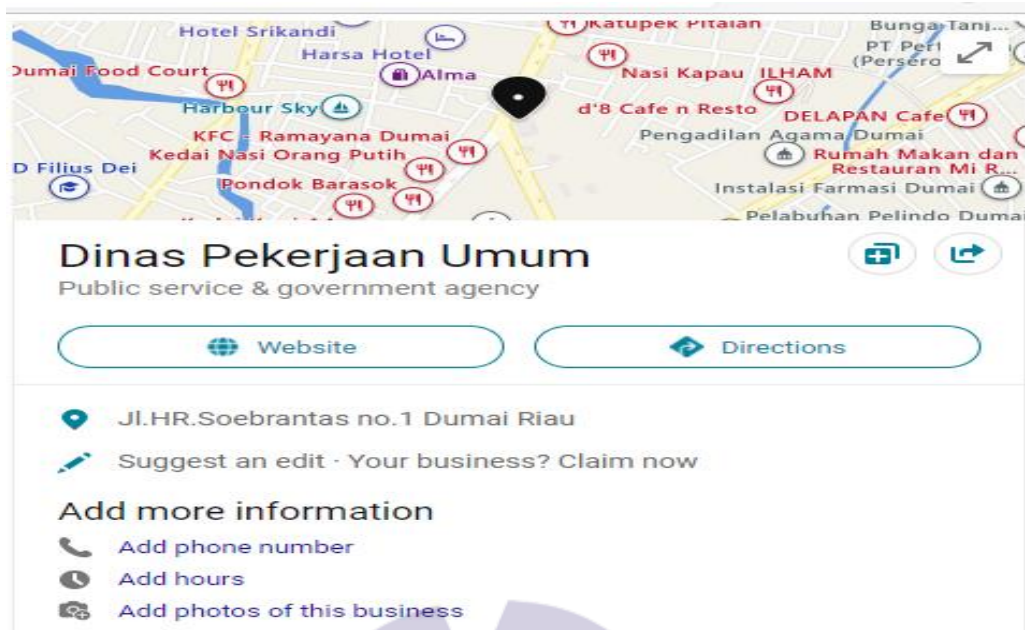 Hotel Srikandi
Katupek Pitalah
Bunga Tanj...
Harsa Hotel
PT Pert
(Persero
Dumai Food Court
Alma
Nasi Kapau ILHAM
Harbour Sky
d'8 Cafe n Resto
DELAPAN Cafe
KFC - Ramayana Dumai
Pengadilan Agama Dumai
Kedai Nasi Orang Putih
Rumah Makan dan
Restauran Mi R...
D Filius Dei
Pondok Barasok
Instalasi Farmasi Dumai
Pelabuhan Pelindo Dumai
Dinas Pekerjaan Umum
Public service & government agency
Website
Directions
Jl.HR.Soebrantas no.1 Dumai Riau
Suggest an edit · Your business? Claim now
Add more information
Add phone number
Add hours
Add photos of this business